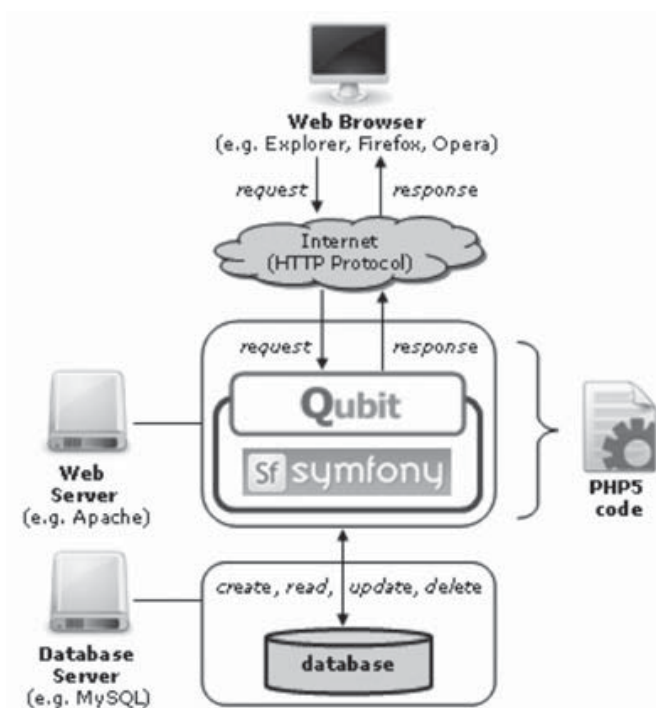 Web Browser
(e.g. Explorer, Firefox, Opera)
request
response
Internet
(HTTP Protocol)
request
response
Qubit
Sf symfony
Web
Server
(e.g. Apache)
PHP5
code
create, read, update, delete
database
Database
Server
(e.g. MySQL)